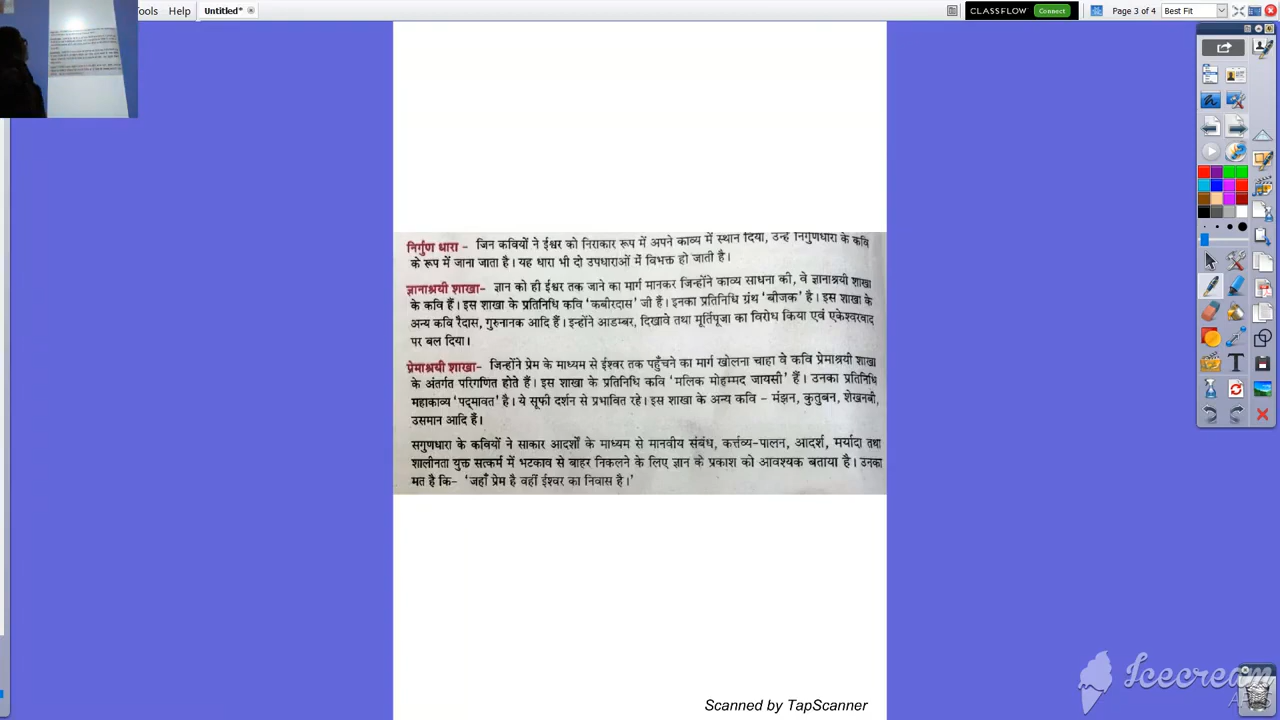 Tools Help Untitled* CLASSFLOW Connect Page 3 of 4 Best Fit
निर्गुण धारा - जिन कवियों ने ईश्वर को निराकार रूप में अपने काव्य में स्थान दिया, उन्हें निर्गुणधारा के कवि
के रूप में जाना जाता है। यह धारा भी दो उपधाराओं में विभक्त हो जाती है।
ज्ञानाश्रयी शाखा- ज्ञान को ही ईश्वर तक जाने का मार्ग मानकर जिन्होंने काव्य साधना की, वे ज्ञानाश्रयी शाखा
के कवि हैं। इस शाखा के प्रतिनिधि कवि 'कबीरदास' जी हैं। इनका प्रतिनिधि ग्रंथ 'बीजक' है। इस शाखा के
अन्य कवि रैदास, गुरुनानक आदि हैं। इन्होंने आडम्बर, दिखावे तथा मूर्तिपूजा का विरोध किया एवं एकेश्वरवाद
पर बल दिया।
प्रेमाश्रयी शाखा- जिन्होंने प्रेम के माध्यम से ईश्वर तक पहुँचने का मार्ग खोलना चाहा वे कवि प्रेमाश्रयी शाखा
के अंतर्गत परिगणित होते हैं। इस शाखा के प्रतिनिधि कवि 'मलिक मोहम्मद जायसी' हैं। उनका प्रतिनिधि
महाकाव्य 'पद्मावत' है। ये सूफी दर्शन से प्रभावित रहे। इस शाखा के अन्य कवि - मंझन, कुतुबन, शेखनबी,
उसमान आदि हैं।
सगुणधारा के कवियों ने साकार आदर्शों के माध्यम से मानवीय संबंध, कर्त्तव्य-पालन, आदर्श, मर्यादा तथा
शालीनता युक्त सत्कर्म में भटकाव से बाहर निकलने के लिए ज्ञान के प्रकाश को आवश्यक बताया है। उनका
मत है कि- 'जहाँ प्रेम है वहीं ईश्वर का निवास है।'
Scanned by TapScanner
Icecream
APPS